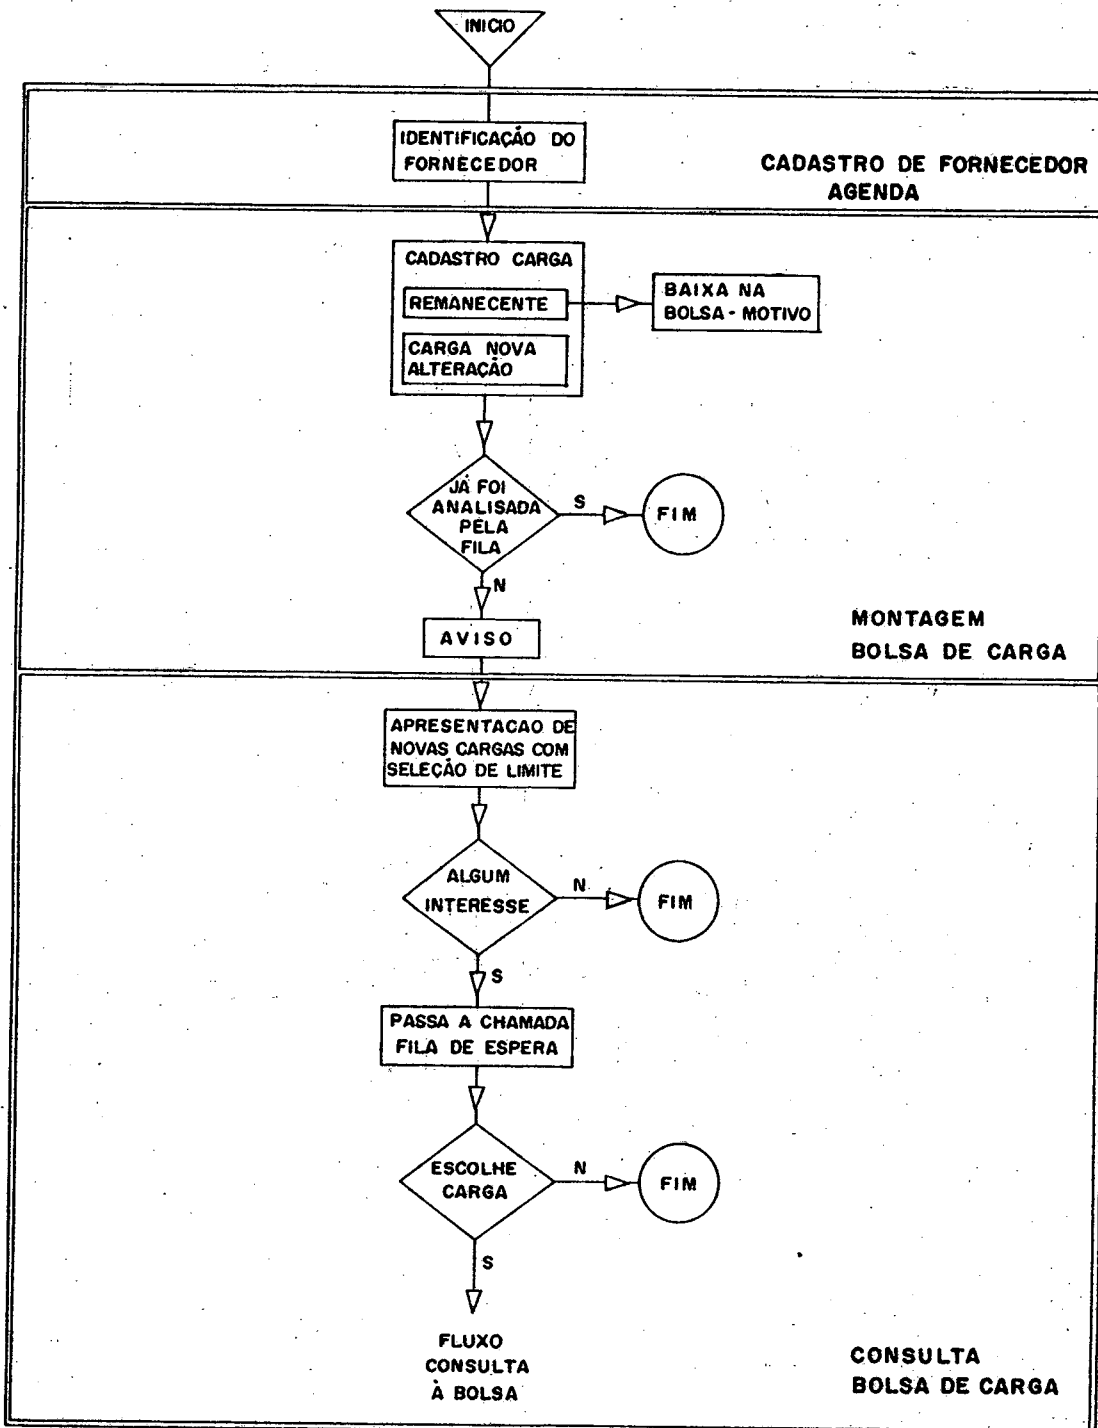 INICIO
IDENTIFICAÇÃO DO
FORNECEDOR
CADASTRO DE FORNECEDOR
AGENDA
CADASTRO CARGA
REMANECENTE
BAIXA NA
BOLSA - MOTIVO
CARGA NOVA
ALTERAÇÃO
JÁ FOI
ANALISADA
PELA
FILA
S
FIM
N
AVISO
MONTAGEM
BOLSA DE CARGA
APRESENTACAO DE
NOVAS CARGAS COM
SELEÇÃO DE LIMITE
ALGUM
INTERESSE
N
FIM
S
PASSA A CHAMADA
FILA DE ESPERA
ESCOLHE
CARGA
N
FIM
S
FLUXO
CONSULTA
À BOLSA
CONSULTA
BOLSA DE CARGA